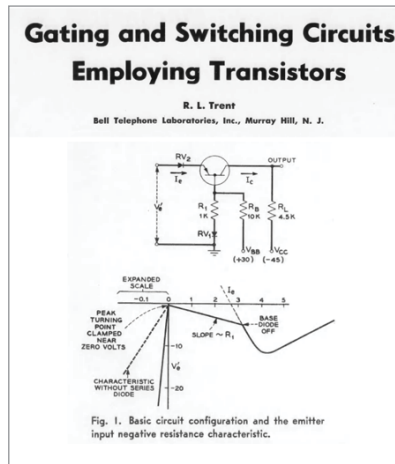 Gating and Switching Circuits
Employing Transistors
R. L. Trent
Bell Telephone Laboratories, Inc., Murray Hill, N. J.
RV2
OUTPUT
Ie
Ic
Ve'
R1
1K
RB
10K
RL
4.5K
RV1
VBB
(+30)
VCC
(-45)
EXPANDED
SCALE
Ie
-0.1 0 1 2 3 4 5
PEAK
TURNING
POINT
CLAMPED
NEAR
ZERO VOLTS
BASE
DIODE
OFF
SLOPE ~ R1
-10
Ve'
CHARACTERISTIC
WITHOUT SERIES
DIODE
-20
Fig. 1. Basic circuit configuration and the emitter
input negative resistance characteristic.